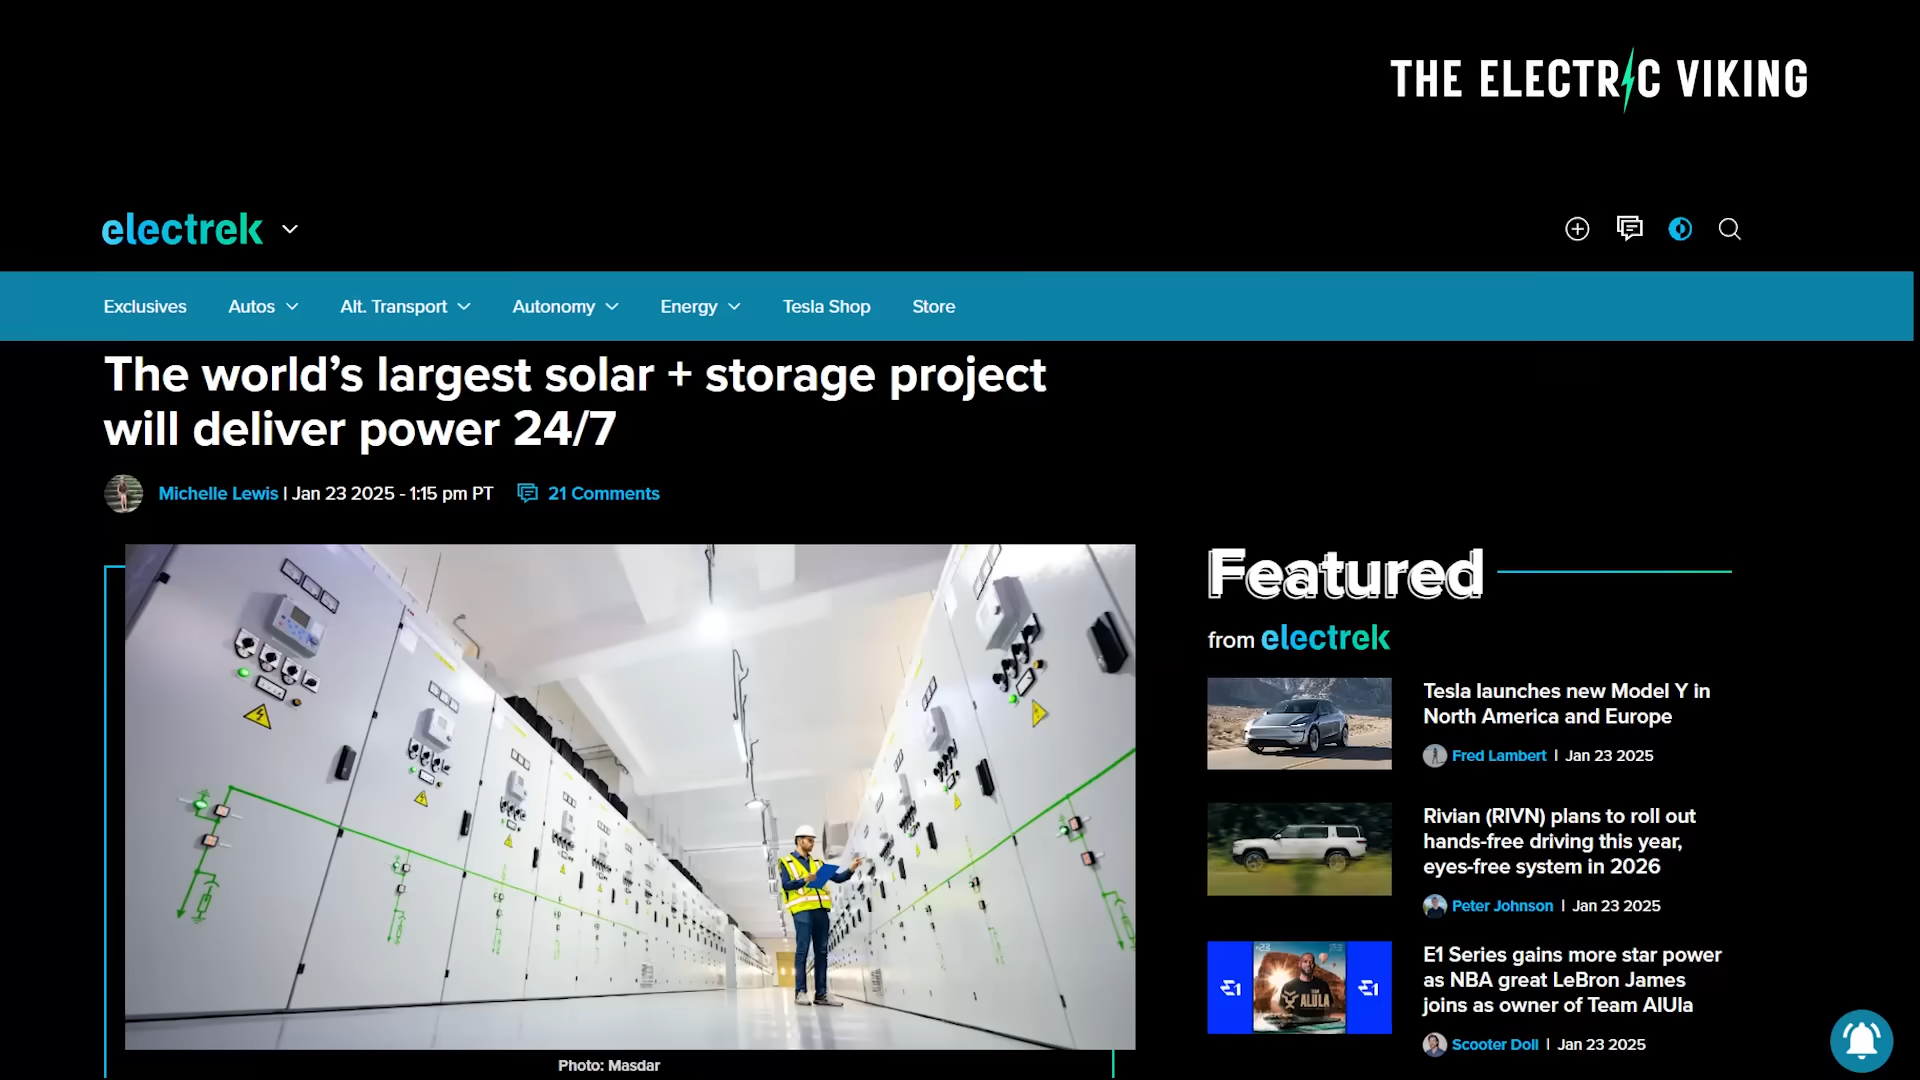 THE ELECTRIC VIKING
electrek
Exclusives Autos Alt. Transport Autonomy Energy Tesla Shop Store
The world’s largest solar + storage project
will deliver power 24/7
Michelle Lewis | Jan 23 2025 - 1:15 pm PT 21 Comments
Photo: Masdar
Featured
from electrek
Tesla launches new Model Y in
North America and Europe
Fred Lambert | Jan 23 2025
Rivian (RIVN) plans to roll out
hands-free driving this year,
eyes-free system in 2026
Peter Johnson | Jan 23 2025
E1
ALULA
E1
E1 Series gains more star power
as NBA great LeBron James
joins as owner of Team AlUla
Scooter Doll | Jan 23 2025